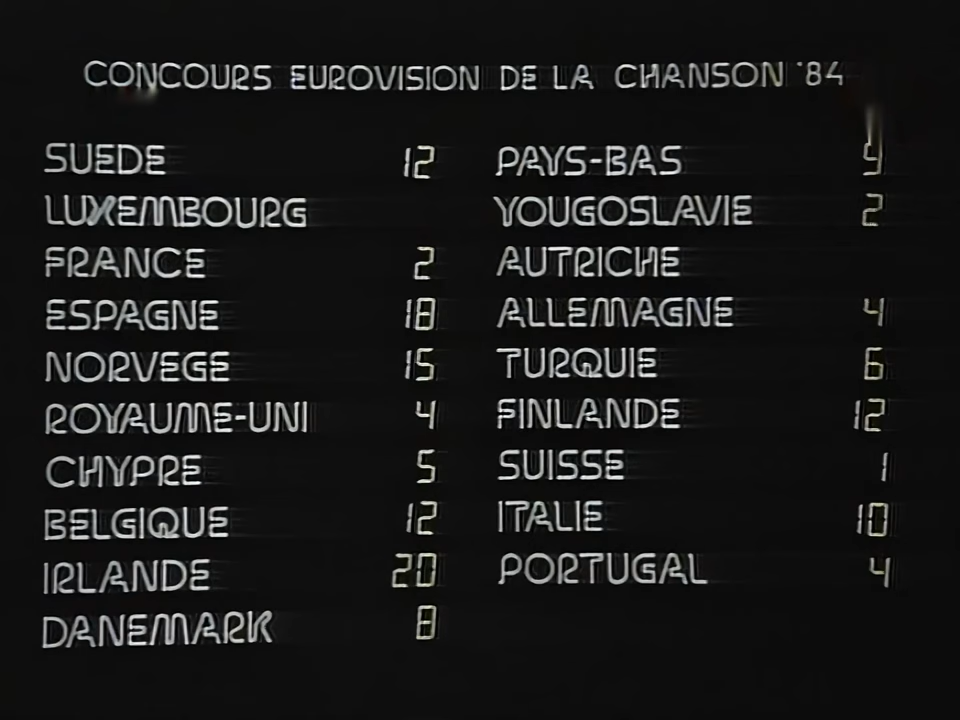 CONCOURS EUROVISION DE LA CHANSON '84
SUEDE 12
LUXEMBOURG
FRANCE 2
ESPAGNE 18
NORVEGE 15
ROYAUME-UNI 4
CHYPRE 5
BELGIQUE 12
IRLANDE 20
DANEMARK 8
PAYS-BAS
YOUGOSLAVIE 2
AUTRICHE
ALLEMAGNE 4
TURQUIE 6
FINLANDE 12
SUISSE 1
ITALIE 10
PORTUGAL 4